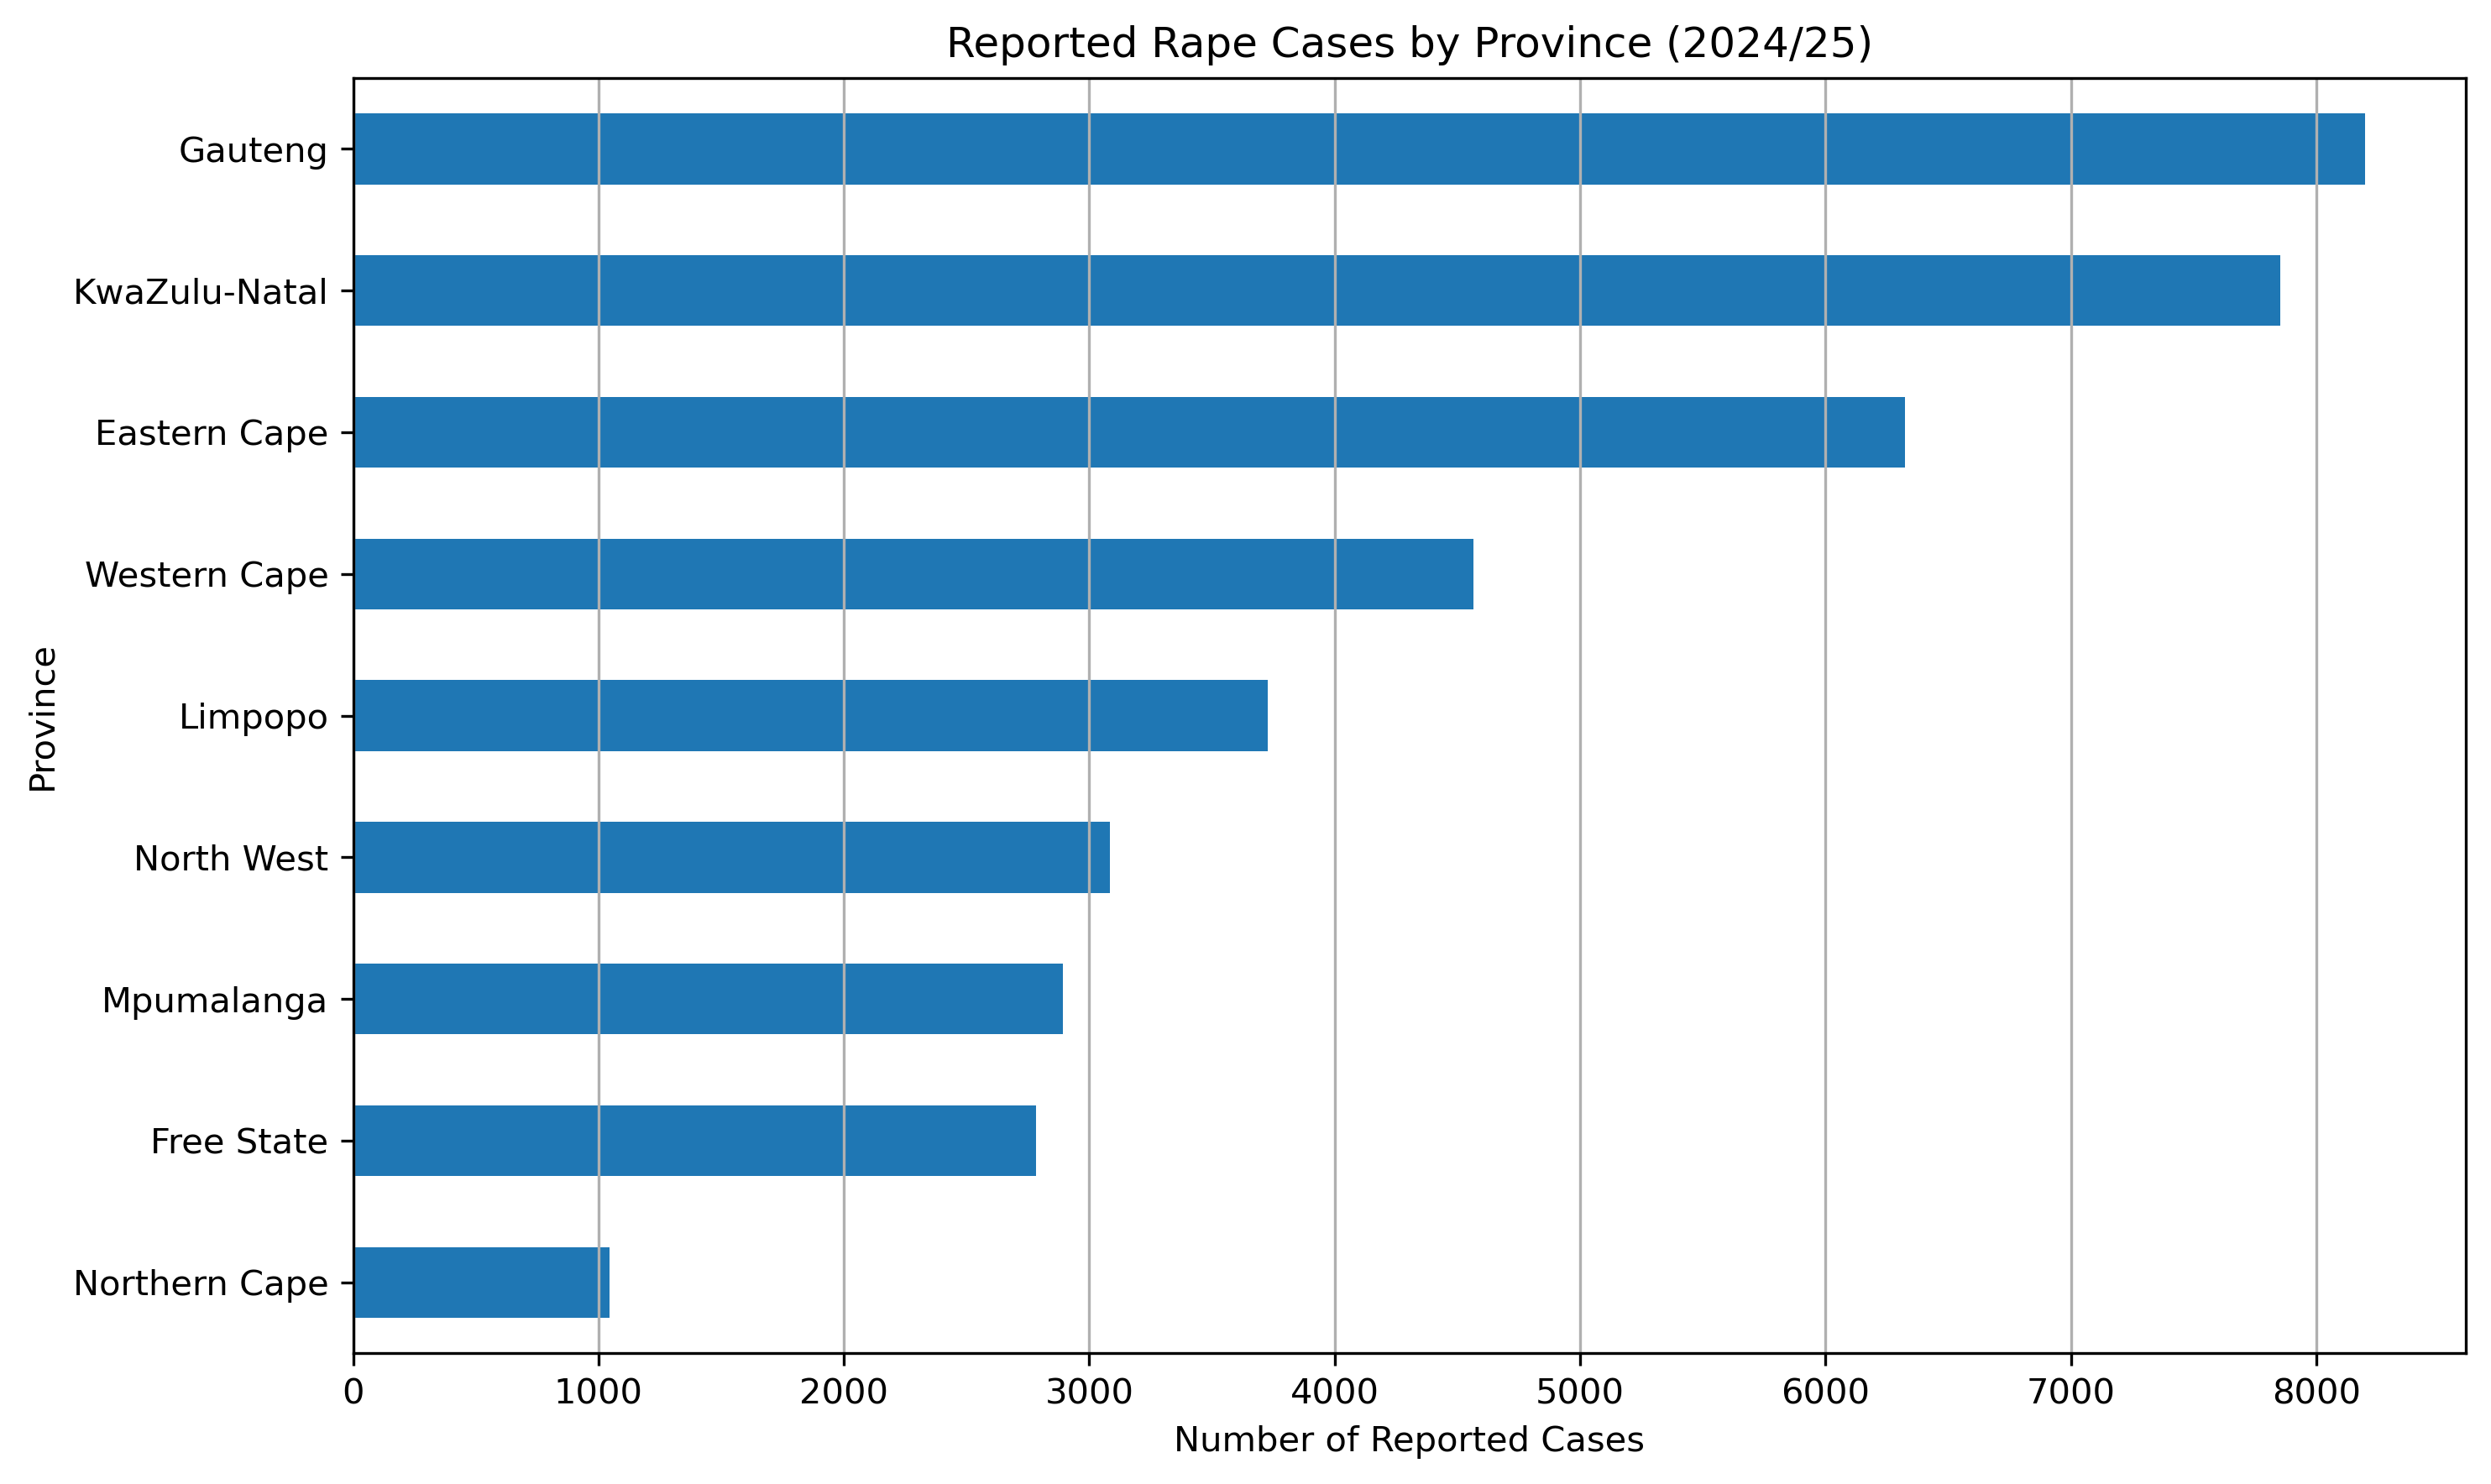 Reported Rape Cases by Province (2024/25)
Gauteng
KwaZulu-Natal
Eastern Cape
Western Cape
Limpopo
North West
Mpumalanga
Free State
Northern Cape
Province
0 1000 2000 3000 4000 5000 6000 7000 8000
Number of Reported Cases